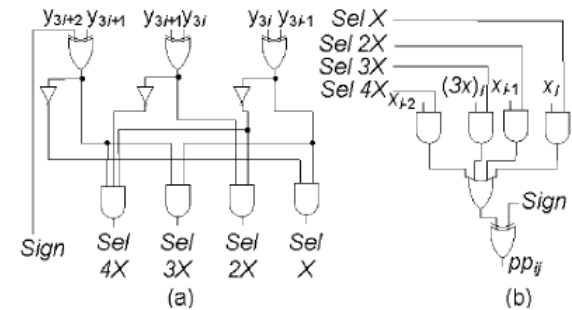 y3i+2 y3i+1 y3i+1 y3i y3i y3i-1
Sign
Sel 4X
Sel 3X
Sel 2X
Sel X
(a)
Sel X
Sel 2X
Sel 3X
Sel 4X
xj-2 (3x)j xj-1 xj
Sign
ppij
(b)